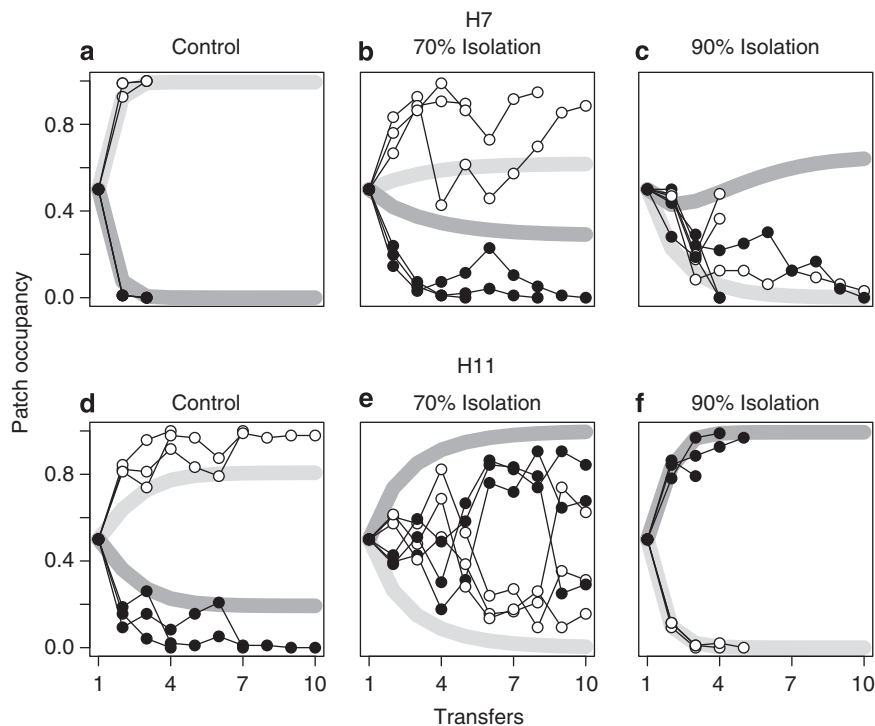 H7
a Control
b 70% Isolation
c 90% Isolation
0.8
0.4
0.0
Patch occupancy
H11
d Control
e 70% Isolation
f 90% Isolation
0.8
0.4
0.0
1 4 7 10
1 4 7 10
1 4 7 10
Transfers